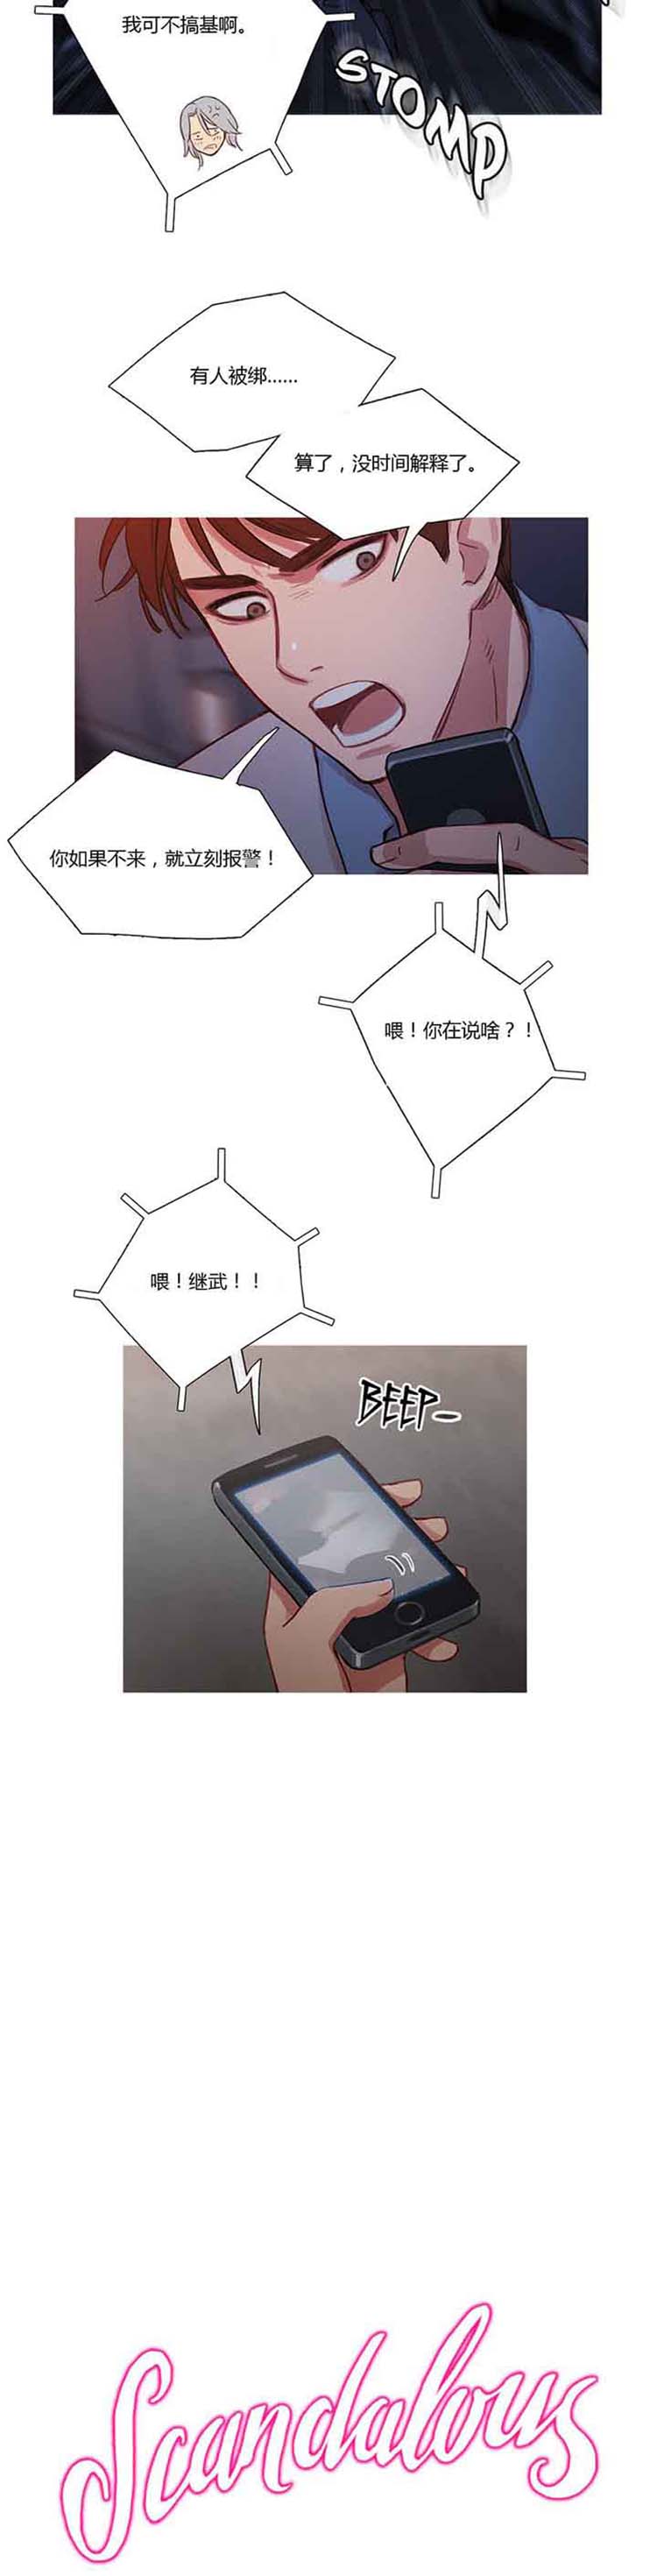 我可不搞基啊。
STOMP
有人被绑……
算了，没时间解释了。
你如果不来，就立刻报警！
喂！你在说啥？！
喂！继武！！
BEEP-
Scandalous